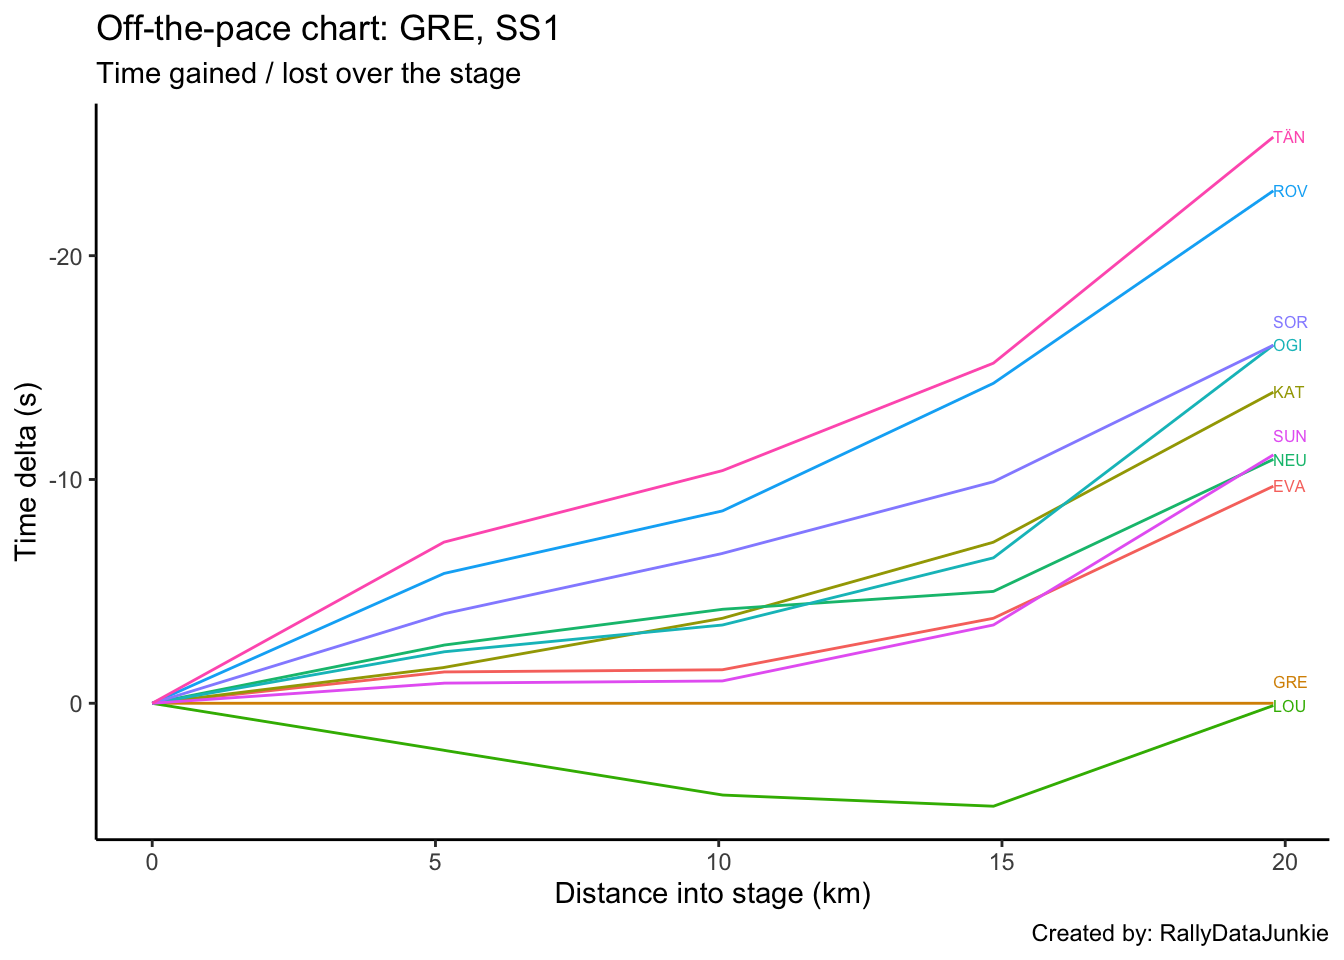 Off-the-pace chart: GRE, SS1
Time gained / lost over the stage
TÄN
ROV
-20
SOR
OGI
KAT
SUN
NEU
-10
EVA
GRE
0
LOU
Time delta (s)
0 5 10 15 20
Distance into stage (km)
Created by: RallyDataJunkie